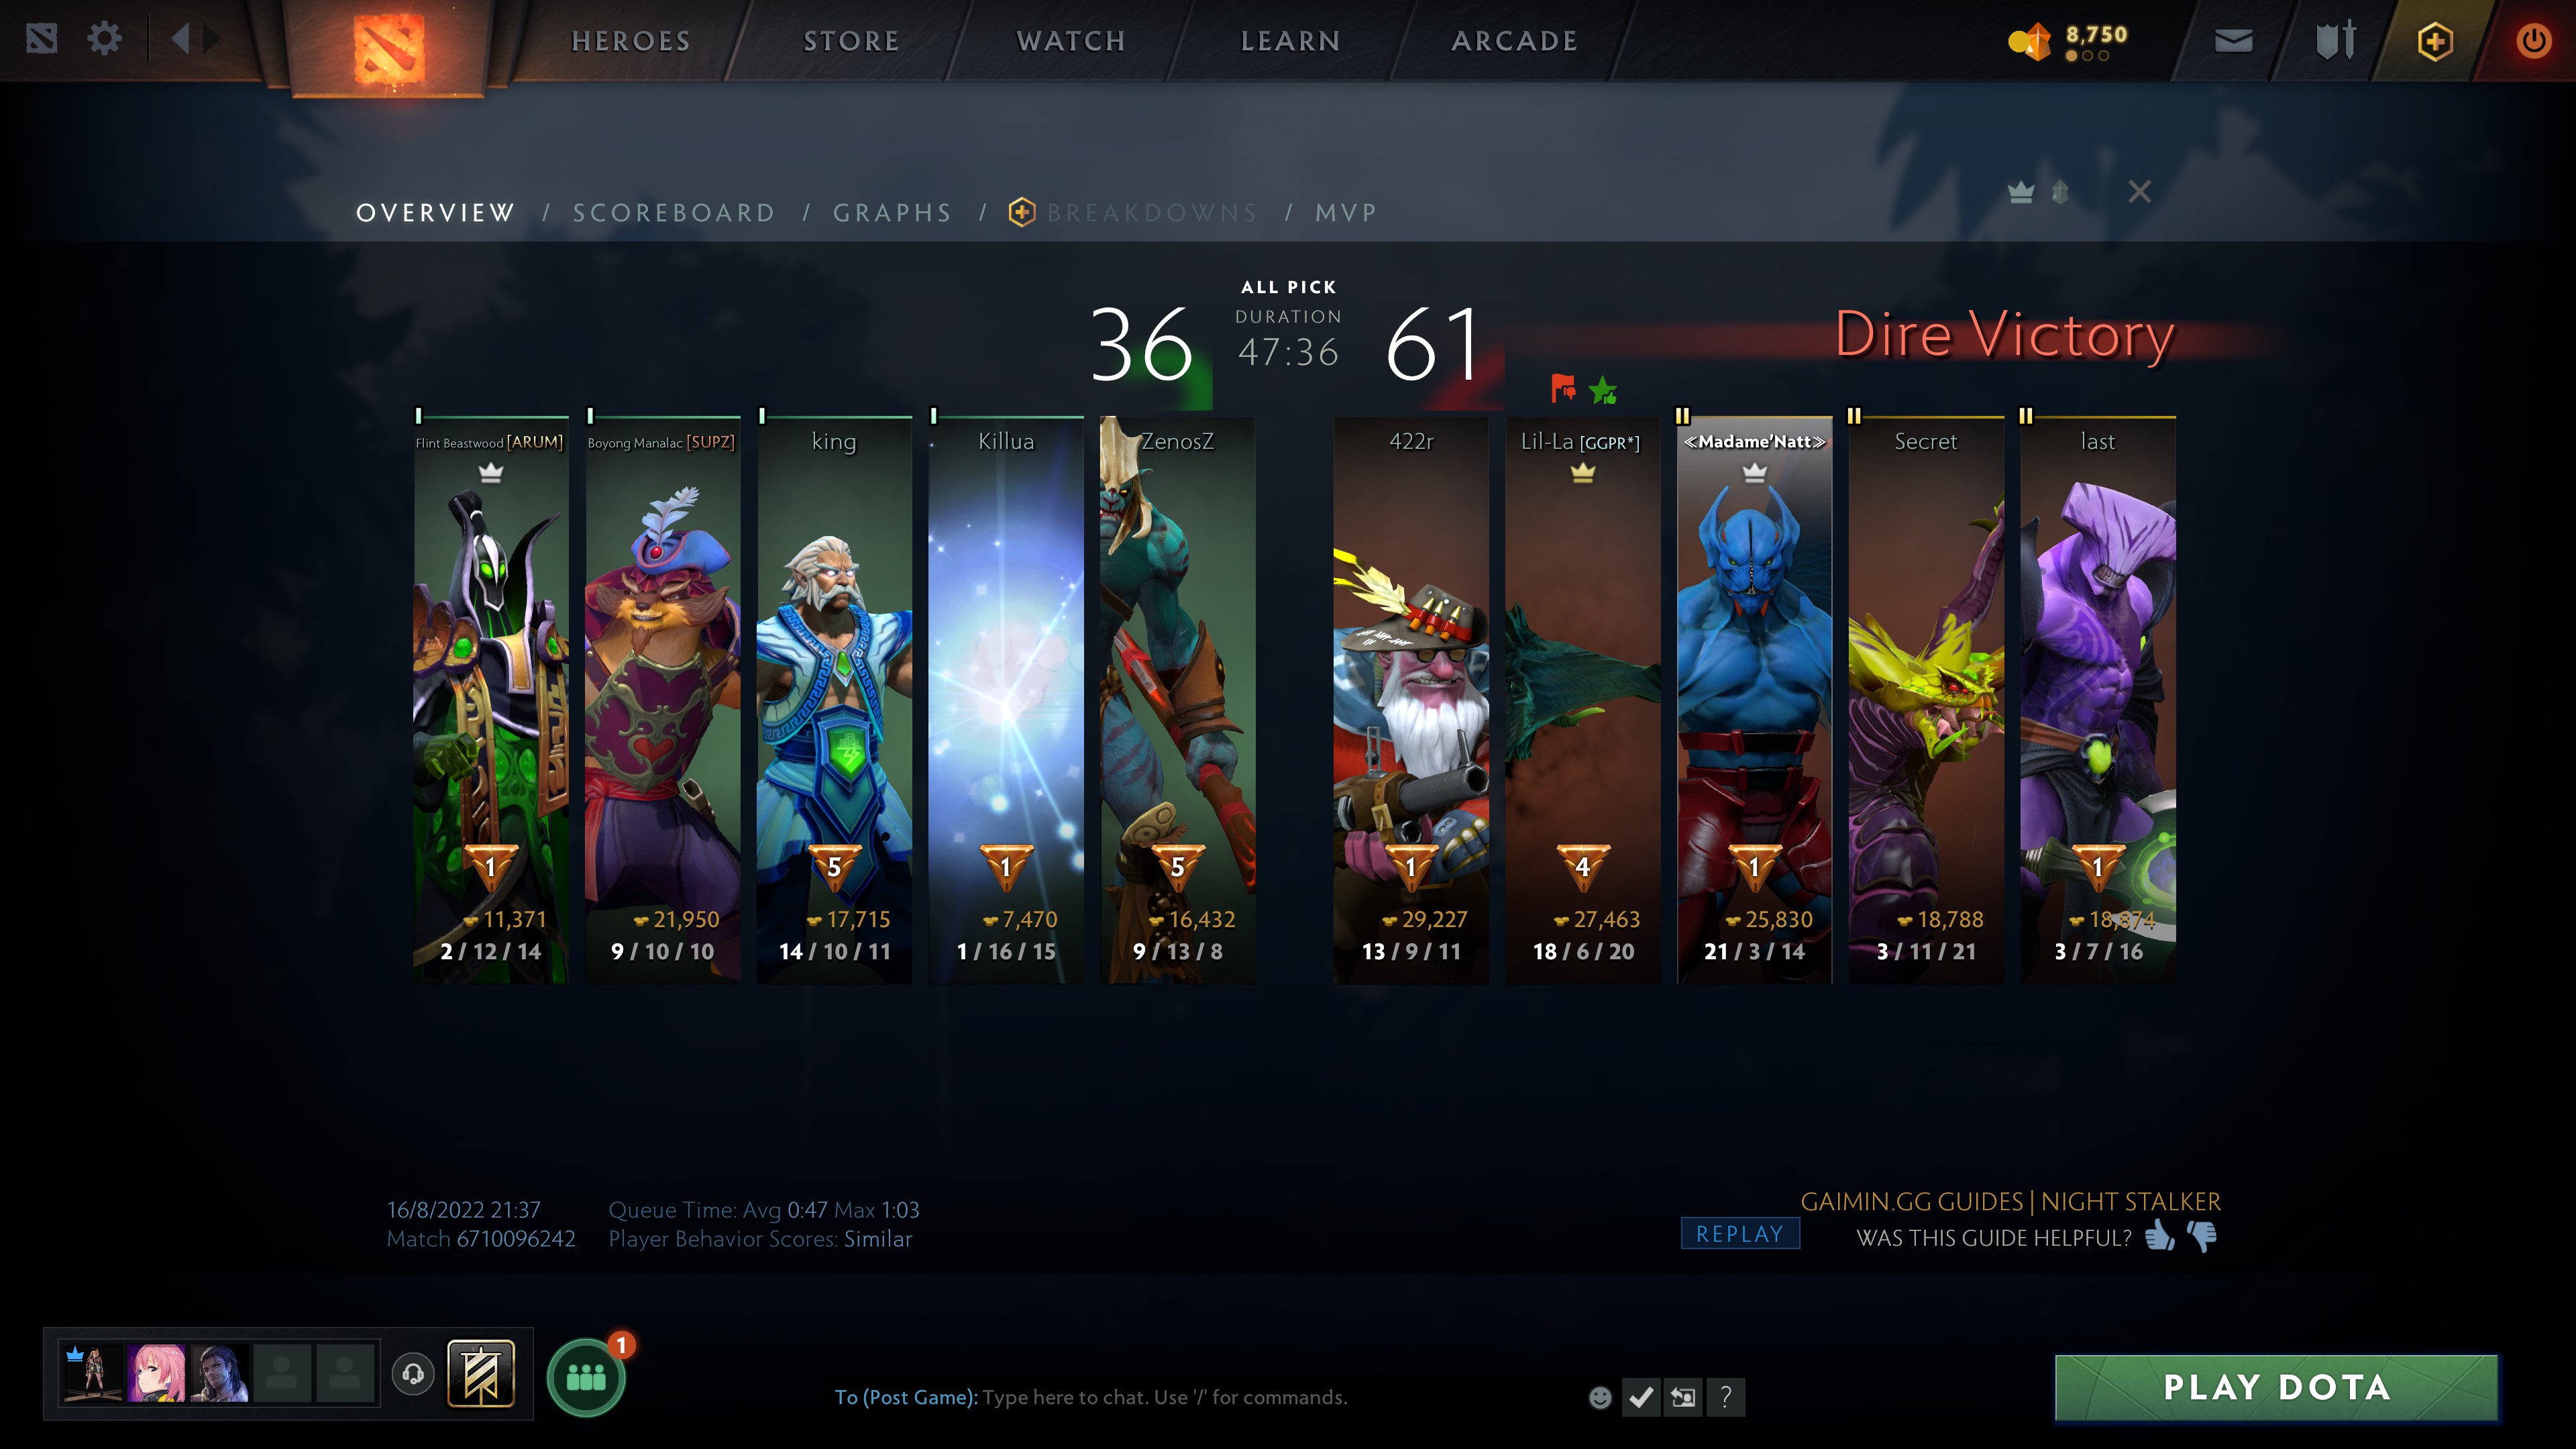 HEROES STORE WATCH LEARN ARCADE 8,750
OVERVIEW / SCOREBOARD / GRAPHS / BREAKDOWNS / MVP
ALL PICK
DURATION
36 47:36 61
Dire Victory
I I I I II II II
Flint Beastwood [ARUM] Boyong Manalac [SUPZ] king Killua ZenosZ 422r Lil-La [GGPR*] ≪Madame'Natt≫ Secret last
1 5 1 5 1 4 1 1
11,371 21,950 17,715 7,470 16,432 29,227 27,463 25,830 18,788 18,874
2 / 12 / 14 9 / 10 / 10 14 / 10 / 11 1 / 16 / 15 9 / 13 / 8 13 / 9 / 11 18 / 6 / 20 21 / 3 / 14 3 / 11 / 21 3 / 7 / 16
16/8/2022 21:37 Queue Time: Avg 0:47 Max 1:03
Match 6710096242 Player Behavior Scores: Similar
GAIMIN.GG GUIDES | NIGHT STALKER
REPLAY WAS THIS GUIDE HELPFUL?
1
To (Post Game): Type here to chat. Use '/' for commands.
?
PLAY DOTA